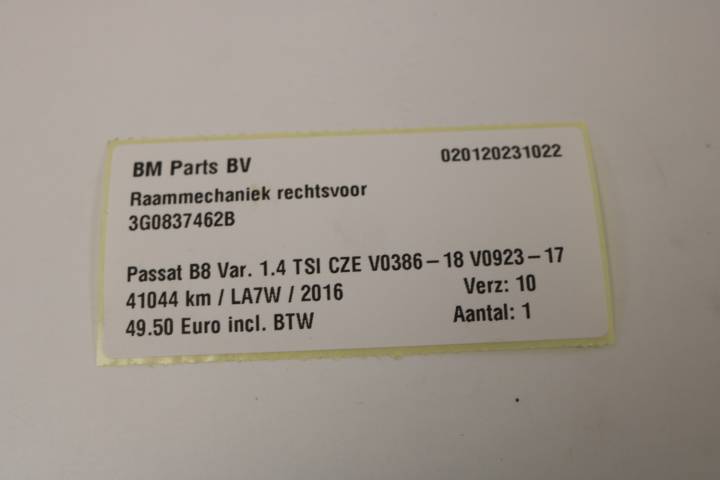 BM Parts BV 020120231022
Raammechaniek rechtsvoor
3G0837462B
Passat B8 Var. 1.4 TSI CZE V0386-18 V0923-17
41044 km / LA7W / 2016 Verz: 10
49.50 Euro incl. BTW Aantal: 1